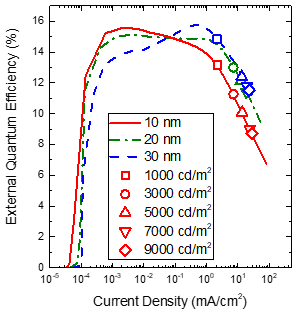 External Quantum Efficiency (%)
16
14
12
10
8
6
4
2
0
10 nm
20 nm
30 nm
1000 cd/m²
3000 cd/m²
5000 cd/m²
7000 cd/m²
9000 cd/m²
10⁻⁵ 10⁻⁴ 10⁻³ 10⁻² 10⁻¹ 10⁰ 10¹ 10²
Current Density (mA/cm²)